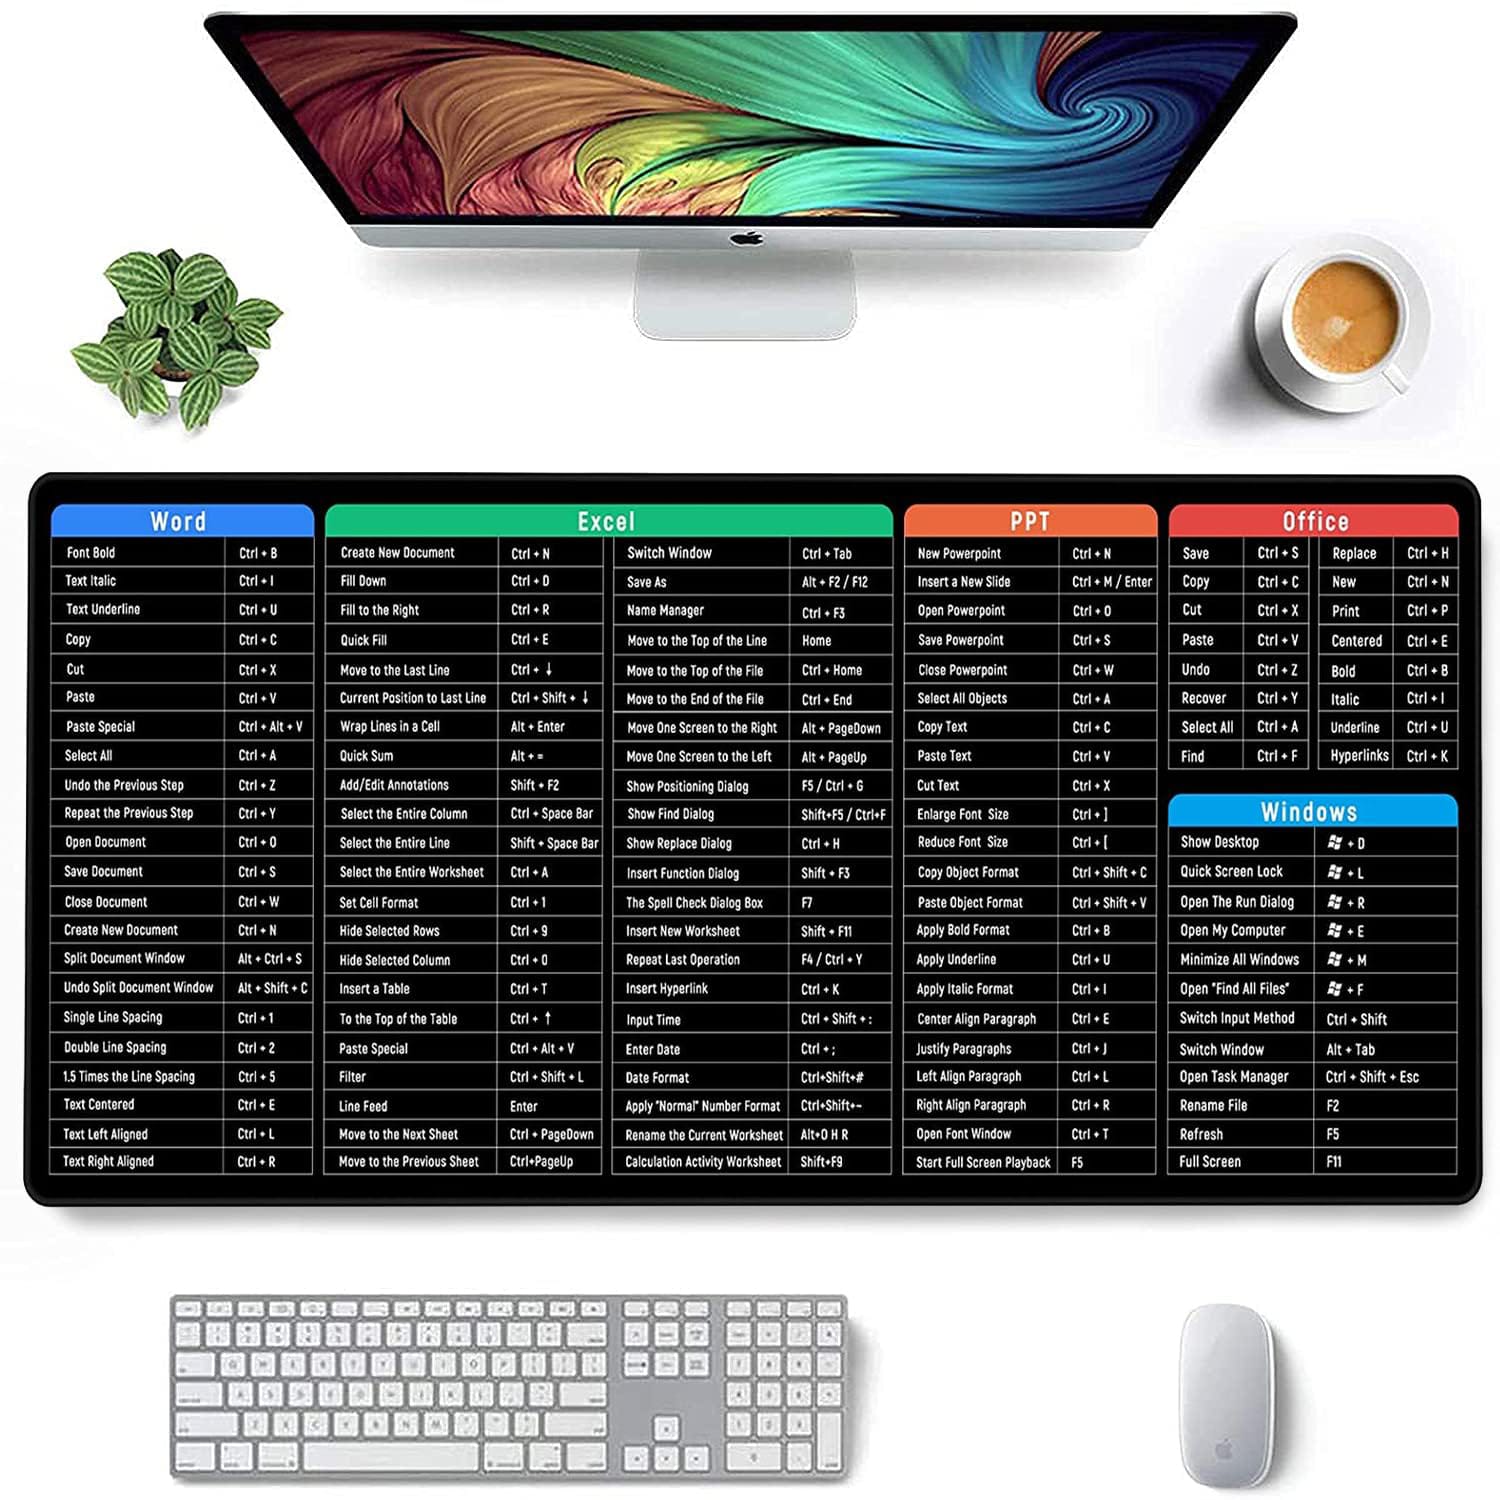 Word
Font Bold Ctrl + B
Text Italic Ctrl + I
Text Underline Ctrl + U
Copy Ctrl + C
Cut Ctrl + X
Paste Ctrl + V
Paste Special Ctrl + Alt + V
Select All Ctrl + A
Undo the Previous Step Ctrl + Z
Repeat the Previous Step Ctrl + Y
Open Document Ctrl + O
Save Document Ctrl + S
Close Document Ctrl + W
Create New Document Ctrl + N
Split Document Window Alt + Ctrl + S
Undo Split Document Window Alt + Shift + C
Single Line Spacing Ctrl + 1
Double Line Spacing Ctrl + 2
1.5 Times the Line Spacing Ctrl + 5
Text Centered Ctrl + E
Text Left Aligned Ctrl + L
Text Right Aligned Ctrl + R
Excel
Create New Document Ctrl + N
Fill Down Ctrl + D
Fill to the Right Ctrl + R
Quick Fill Ctrl + E
Move to the Last Line Ctrl + ↓
Current Position to Last Line Ctrl + Shift + ↓
Wrap Lines in a Cell Alt + Enter
Quick Sum Alt + =
Add/Edit Annotations Shift + F2
Select the Entire Column Ctrl + Space Bar
Select the Entire Line Shift + Space Bar
Select the Entire Worksheet Ctrl + A
Set Cell Format Ctrl + 1
Hide Selected Rows Ctrl + 9
Hide Selected Column Ctrl + 0
Insert a Table Ctrl + T
To the Top of the Table Ctrl + ↑
Paste Special Ctrl + Alt + V
Filter Ctrl + Shift + L
Line Feed Enter
Move to the Next Sheet Ctrl + PageDown
Move to the Previous Sheet Ctrl+PageUp
Switch Window Ctrl + Tab
Save As Alt + F2 / F12
Name Manager Ctrl + F3
Move to the Top of the Line Home
Move to the Top of the File Ctrl + Home
Move to the End of the File Ctrl + End
Move One Screen to the Right Alt + PageDown
Move One Screen to the Left Alt + PageUp
Show Positioning Dialog F5 / Ctrl + G
Show Find Dialog Shift+F5 / Ctrl+F
Show Replace Dialog Ctrl + H
Insert Function Dialog Shift + F3
The Spell Check Dialog Box F7
Insert New Worksheet Shift + F11
Repeat Last Operation F4 / Ctrl + Y
Insert Hyperlink Ctrl + K
Input Time Ctrl + Shift + :
Enter Date Ctrl + ;
Date Format Ctrl+Shift+#
Apply "Normal" Number Format Ctrl+Shift+~
Rename the Current Worksheet Alt+O H R
Calculation Activity Worksheet Shift+F9
PPT
New Powerpoint Ctrl + N
Insert a New Slide Ctrl + M / Enter
Open Powerpoint Ctrl + O
Save Powerpoint Ctrl + S
Close Powerpoint Ctrl + W
Select All Objects Ctrl + A
Copy Text Ctrl + C
Paste Text Ctrl + V
Cut Text Ctrl + X
Enlarge Font Size Ctrl + ]
Reduce Font Size Ctrl + [
Copy Object Format Ctrl + Shift + C
Paste Object Format Ctrl + Shift + V
Apply Bold Format Ctrl + B
Apply Underline Ctrl + U
Apply Italic Format Ctrl + I
Center Align Paragraph Ctrl + E
Justify Paragraphs Ctrl + J
Left Align Paragraph Ctrl + L
Right Align Paragraph Ctrl + R
Open Font Window Ctrl + T
Start Full Screen Playback F5
Office
Save Ctrl + S Replace Ctrl + H
Copy Ctrl + C New Ctrl + N
Cut Ctrl + X Print Ctrl + P
Paste Ctrl + V Centered Ctrl + E
Undo Ctrl + Z Bold Ctrl + B
Recover Ctrl + Y Italic Ctrl + I
Select All Ctrl + A Underline Ctrl + U
Find Ctrl + F Hyperlinks Ctrl + K
Windows
Show Desktop + D
Quick Screen Lock + L
Open The Run Dialog + R
Open My Computer + E
Minimize All Windows + M
Open "Find All Files" + F
Switch Input Method Ctrl + Shift
Switch Window Alt + Tab
Open Task Manager Ctrl + Shift + Esc
Rename File F2
Refresh F5
Full Screen F11